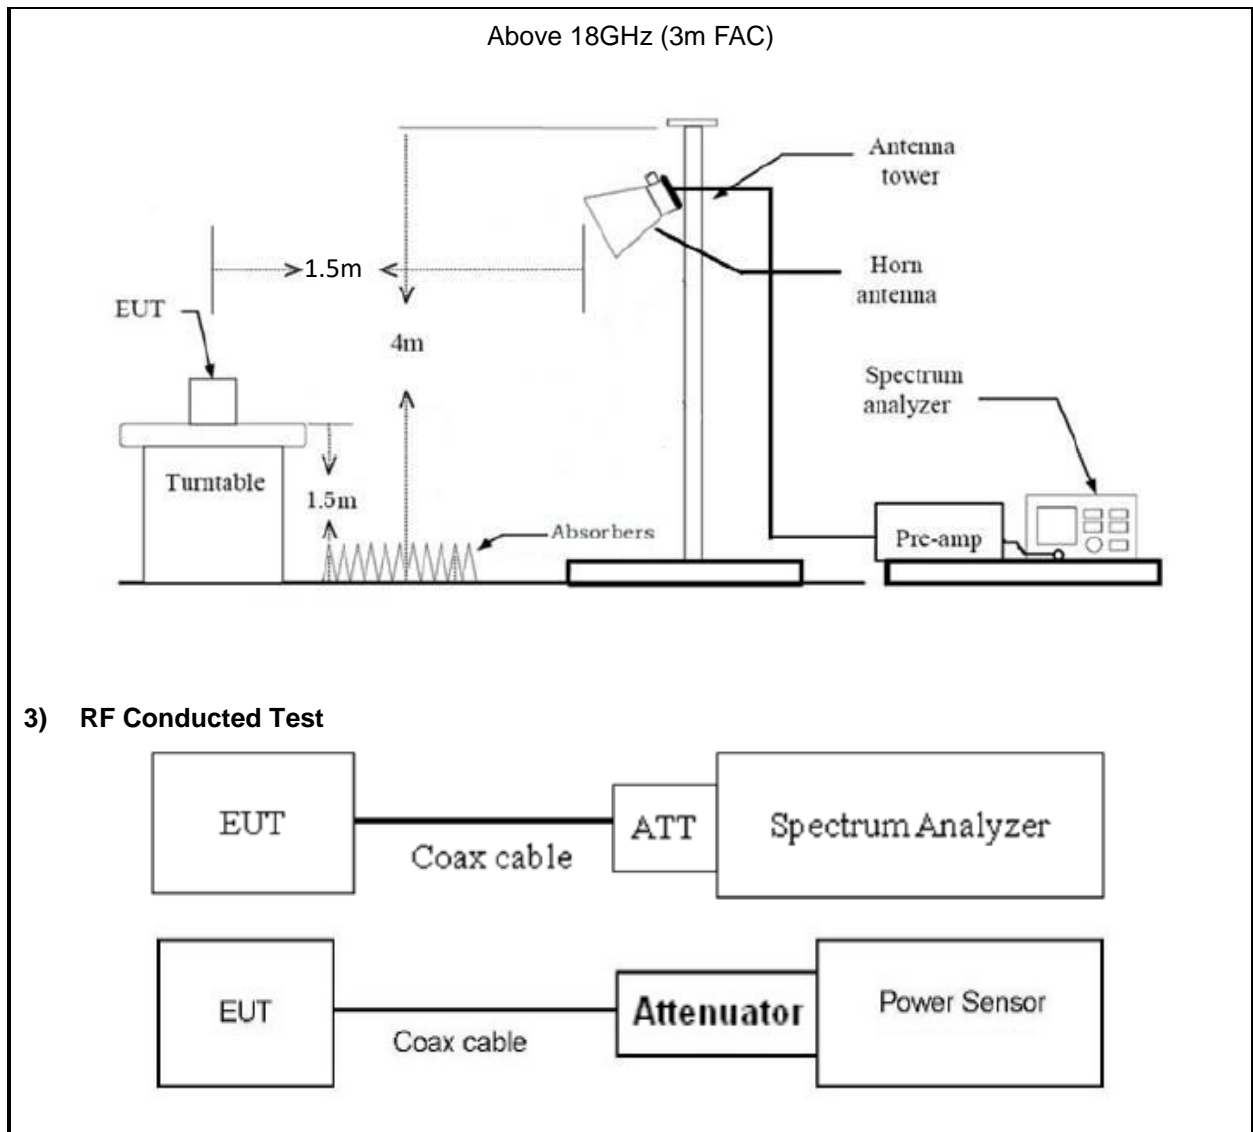 Above 18GHz (3m FAC)
Antenna
tower
1.5m
Horn
antenna
EUT
4m
Spectrum
analyzer
Turntable
1.5m
Absorbers
Pre-amp
3) RF Conducted Test
EUT
Coax cable
ATT
Spectrum Analyzer
EUT
Coax cable
Attenuator
Power Sensor